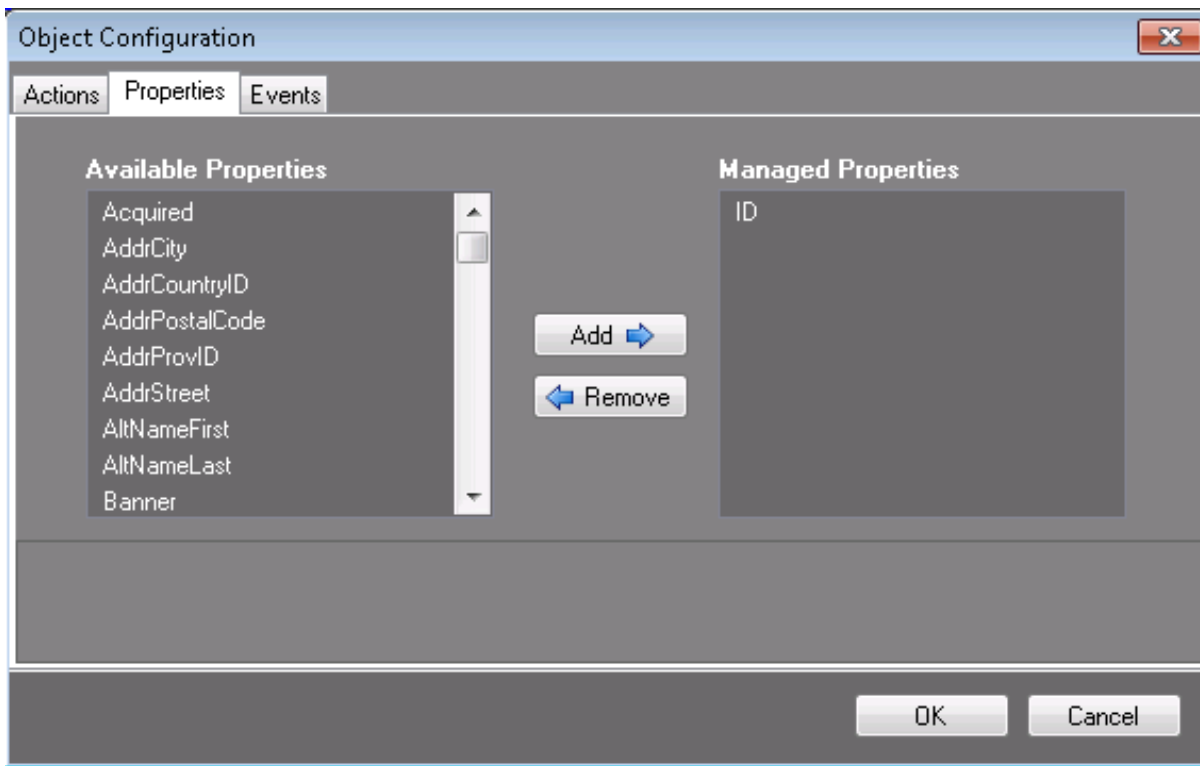 Object Configuration
Actions Properties Events
Available Properties
Acquired
AddrCity
AddrCountryID
AddrPostalCode
AddrProvID
AddrStreet
AltNameFirst
AltNameLast
Banner
Add
Remove
Managed Properties
ID
OK Cancel